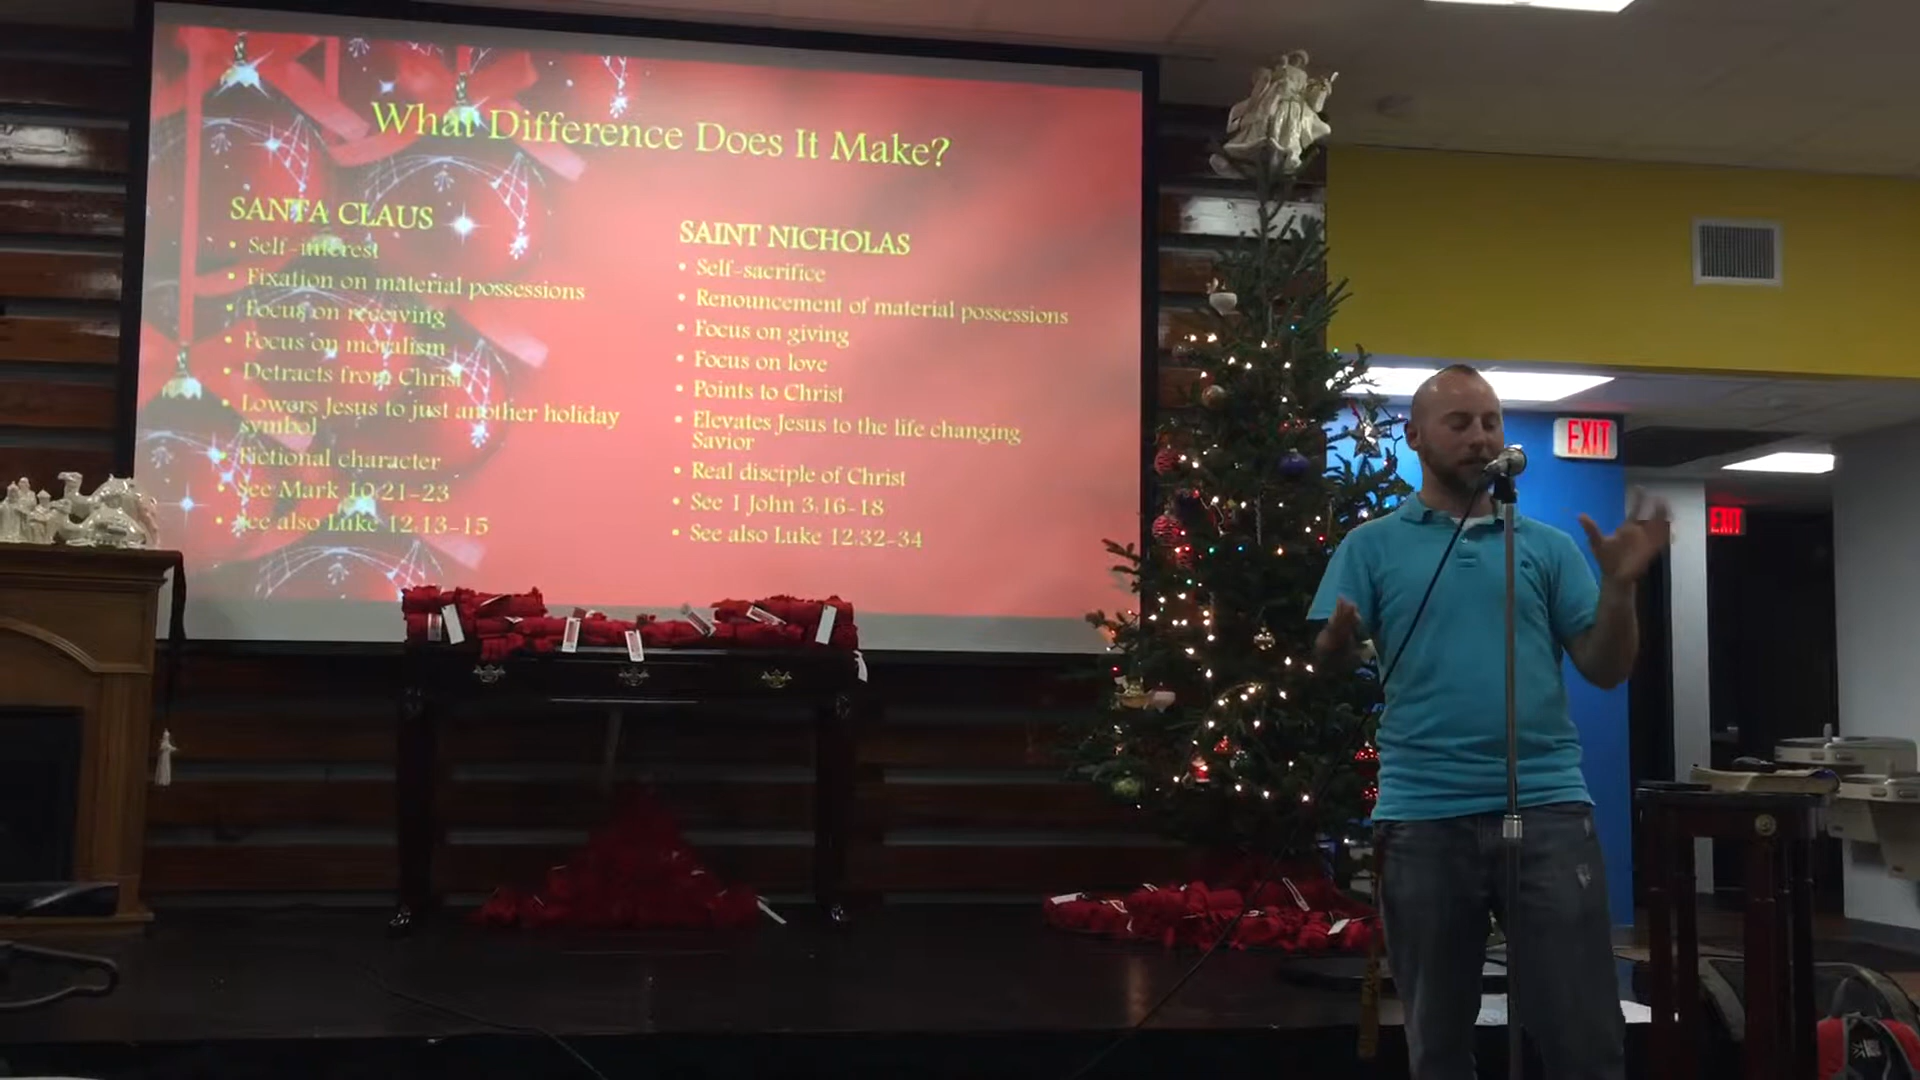 What Difference Does It Make?
SANTA CLAUS
• Self-interest
• Fixation on material possessions
• Focus on receiving
• Focus on moralism
• Detracts from Christ
• Lowers Jesus to just another holiday
symbol
• Fictional character
• See Mark 10:21-23
• See also Luke 12:13-15
SAINT NICHOLAS
• Self-sacrifice
• Renouncement of material possessions
• Focus on giving
• Focus on love
• Points to Christ
• Elevates Jesus to the life changing
Savior
• Real disciple of Christ
• See 1 John 3:16-18
• See also Luke 12:32-34
EXIT
EXIT